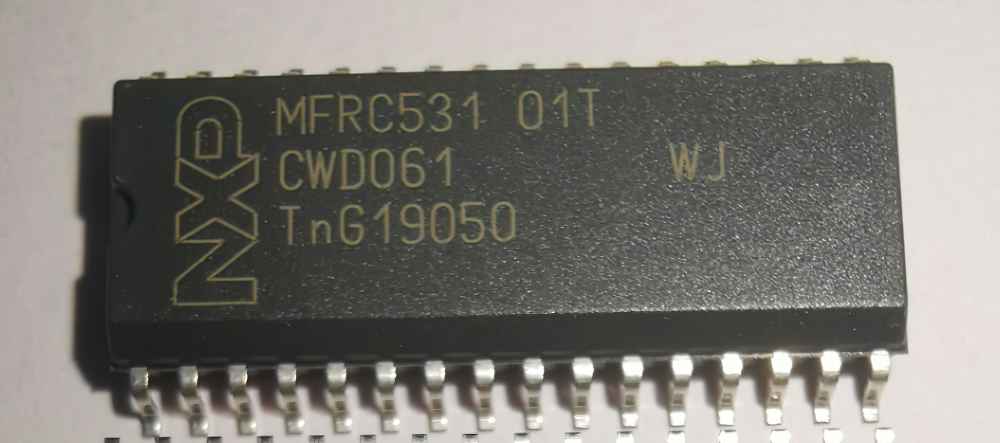 NXP
MFRC531 01T
CWD061 WJ
TnG19050